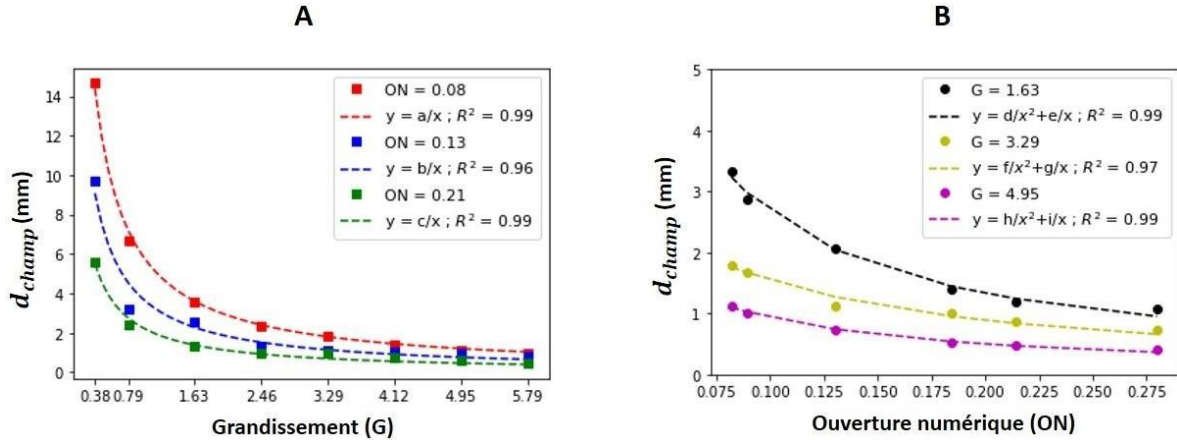 A
B
14
12
10
8
6
4
2
0
d_champ (mm)
ON = 0.08
y = a/x ; R² = 0.99
ON = 0.13
y = b/x ; R² = 0.96
ON = 0.21
y = c/x ; R² = 0.99
0.38 0.79 1.63 2.46 3.29 4.12 4.95 5.79
Grandissement (G)
5
4
3
2
1
0
d_champ (mm)
G = 1.63
y = d/x²+e/x ; R² = 0.99
G = 3.29
y = f/x²+g/x ; R² = 0.97
G = 4.95
y = h/x²+i/x ; R² = 0.99
0.075 0.100 0.125 0.150 0.175 0.200 0.225 0.250 0.275
Ouverture numérique (ON)